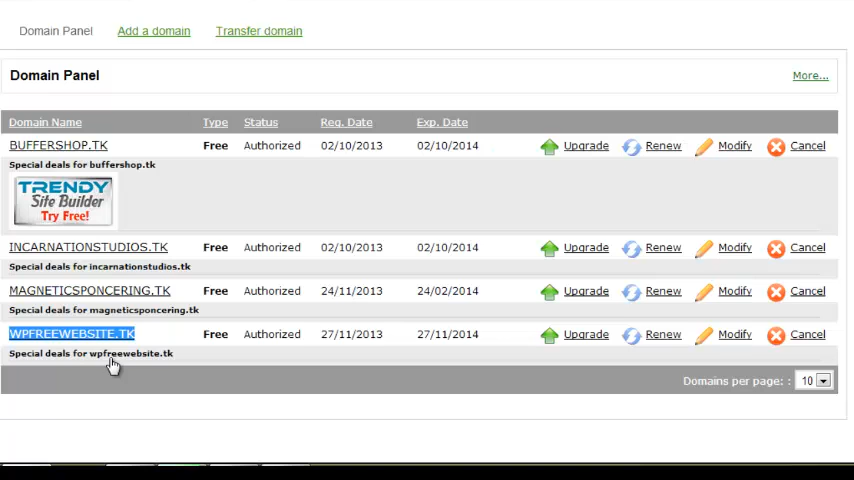 Domain Panel Add a domain Transfer domain
Domain Panel More...
Domain Name Type Status Reg. Date Exp. Date
BUFFERSHOP.TK Free Authorized 02/10/2013 02/10/2014 Upgrade Renew Modify Cancel
Special deals for buffershop.tk
TRENDY
Site Builder
Try Free!
INCARNATIONSTUDIOS.TK Free Authorized 02/10/2013 02/10/2014 Upgrade Renew Modify Cancel
Special deals for incarnationstudios.tk
MAGNETICSPONCERING.TK Free Authorized 24/11/2013 24/02/2014 Upgrade Renew Modify Cancel
Special deals for magneticsponcering.tk
WPFREEWEBSITE.TK Free Authorized 27/11/2013 27/11/2014 Upgrade Renew Modify Cancel
Special deals for wpfreewebsite.tk
Domains per page: : 10